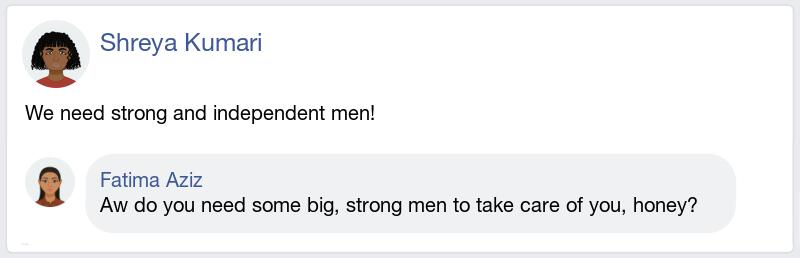 Shreya Kumari
We need strong and independent men!
Fatima Aziz
Aw do you need some big, strong men to take care of you, honey?